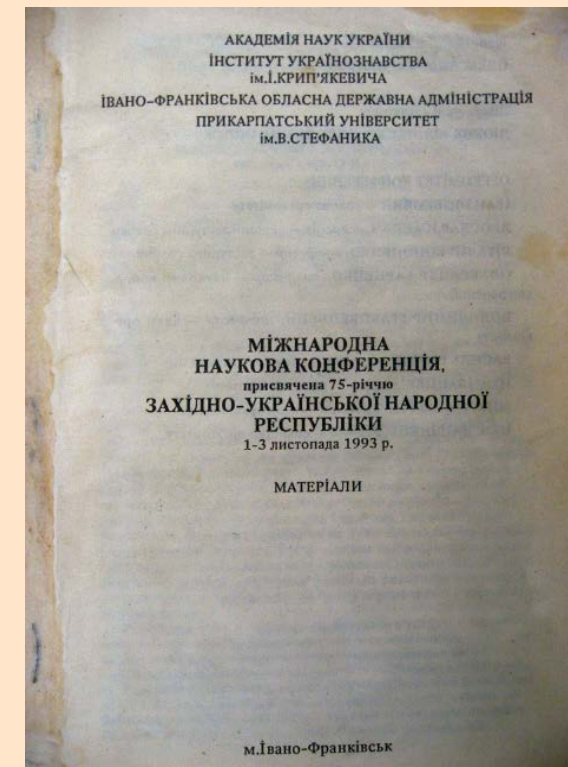 АКАДЕМІЯ НАУК УКРАЇНИ
ІНСТИТУТ УКРАЇНОЗНАВСТВА
ім.І.КРИП'ЯКЕВИЧА
ІВАНО-ФРАНКІВСЬКА ОБЛАСНА ДЕРЖАВНА АДМІНІСТРАЦІЯ
ПРИКАРПАТСЬКИЙ УНІВЕРСИТЕТ
ім.В.СТЕФАНИКА
МІЖНАРОДНА
НАУКОВА КОНФЕРЕНЦІЯ,
присвячена 75-річчю
ЗАХІДНО-УКРАЇНСЬКОЇ НАРОДНОЇ
РЕСПУБЛІКИ
1-3 листопада 1993 р.
МАТЕРІАЛИ
м.Івано-Франківськ